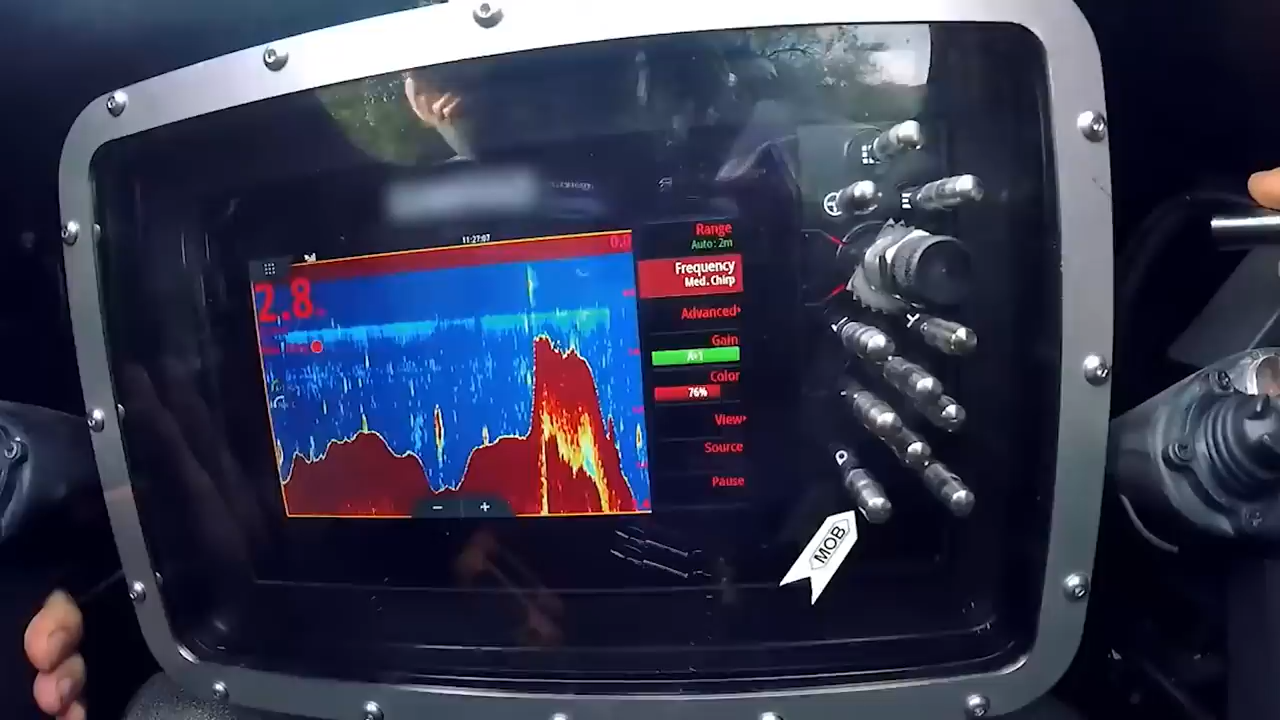 11:27:07
0.0
2.8
Range
Auto: 2m
Frequency
Med. Chirp
Advanced
Gain
A-1
Color
76%
View
Source
Pause
MOB